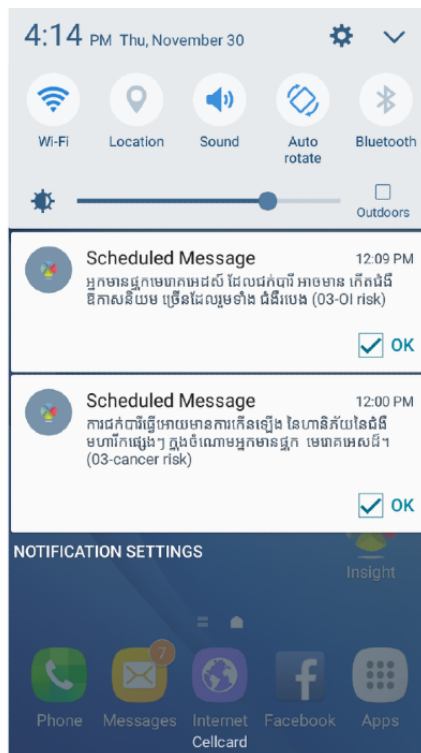 4:14 PM Thu, November 30
Wi-Fi
Location
Sound
Auto
rotate
Bluetooth
Outdoors
Scheduled Message 12:09 PM
អ្នកមានផ្ទុកមេរោគអេដស៍ ដែលជក់បារី អាចមាន កើតជំងឺ
ឱកាសនិយម ច្រើនដែលរួមទាំង ជំងឺរបេង (03-OI risk)
OK
Scheduled Message 12:00 PM
ការជក់បារីធ្វើអោយមានការកើនឡើង នៃហានិភ័យនៃជំងឺ
មហារីកផ្សេងៗ ក្នុងចំណោមអ្នកមានផ្ទុក មេរោគអេសដ៏។
(03-cancer risk)
OK
NOTIFICATION SETTINGS
Insight
7
Phone
Messages
Internet
Facebook
Apps
Cellcard